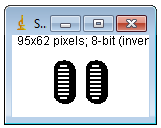 S..
95x62 pixels; 8-bit (inver